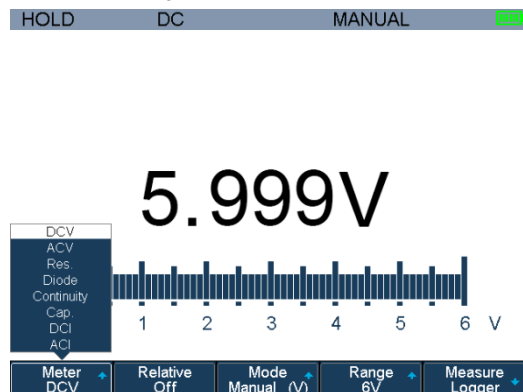 HOLD DC MANUAL
5.999V
DCV
ACV
Res.
Diode
Continuity
Cap.
DCI
ACI
1 2 3 4 5 6 V
Meter Relative Mode Range Measure
DCV Off Manual (V) 6V Logger